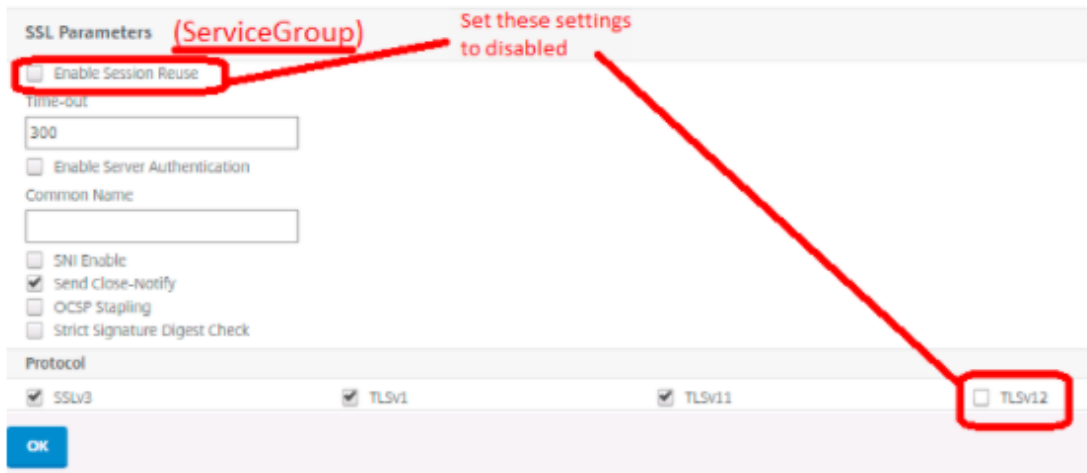 SSL Parameters (ServiceGroup) Set these settings
to disabled
Enable Session Reuse
Time-out
300
Enable Server Authentication
Common Name
SNI Enable
Send Close-Notify
OCSP Stapling
Strict Signature Digest Check
Protocol
SSLv3 TLSv1 TLSv11 TLSv12
OK